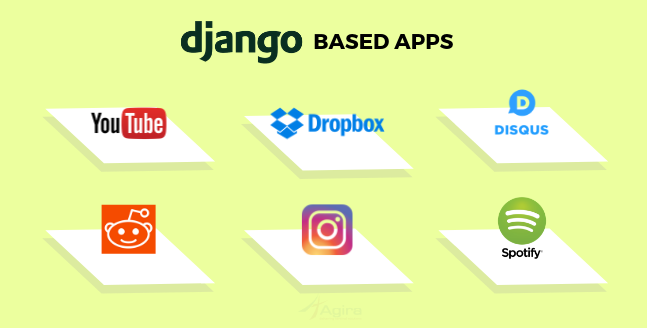 django BASED APPS
YouTube
Dropbox
D
DISQUS
Spotify
Agira